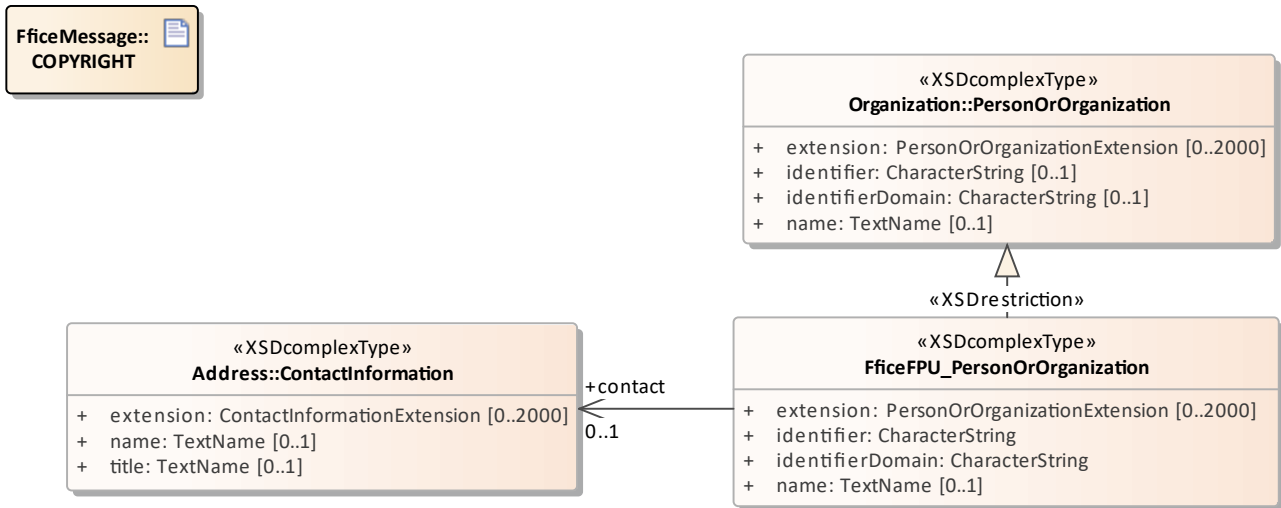 FficeMessage::
COPYRIGHT
«XSDcomplexType»
Organization::PersonOrOrganization
+ extension: PersonOrOrganizationExtension [0..2000]
+ identifier: CharacterString [0..1]
+ identifierDomain: CharacterString [0..1]
+ name: TextName [0..1]
«XSDrestriction»
«XSDcomplexType»
Address::ContactInformation
+ extension: ContactInformationExtension [0..2000]
+ name: TextName [0..1]
+ title: TextName [0..1]
+contact
0..1
«XSDcomplexType»
FficeFPU_PersonOrOrganization
+ extension: PersonOrOrganizationExtension [0..2000]
+ identifier: CharacterString
+ identifierDomain: CharacterString
+ name: TextName [0..1]